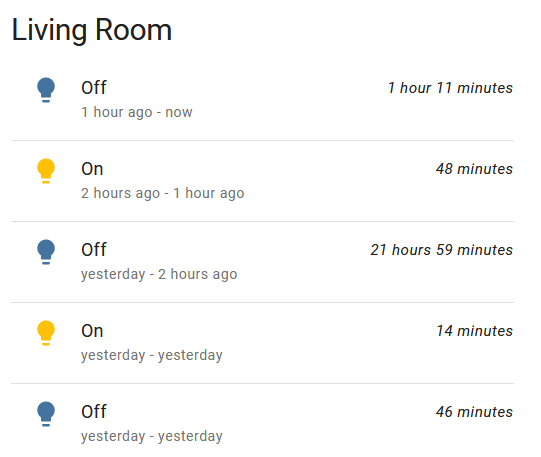 Living Room
Off
1 hour 11 minutes
1 hour ago - now
On
48 minutes
2 hours ago - 1 hour ago
Off
21 hours 59 minutes
yesterday - 2 hours ago
On
14 minutes
yesterday - yesterday
Off
46 minutes
yesterday - yesterday